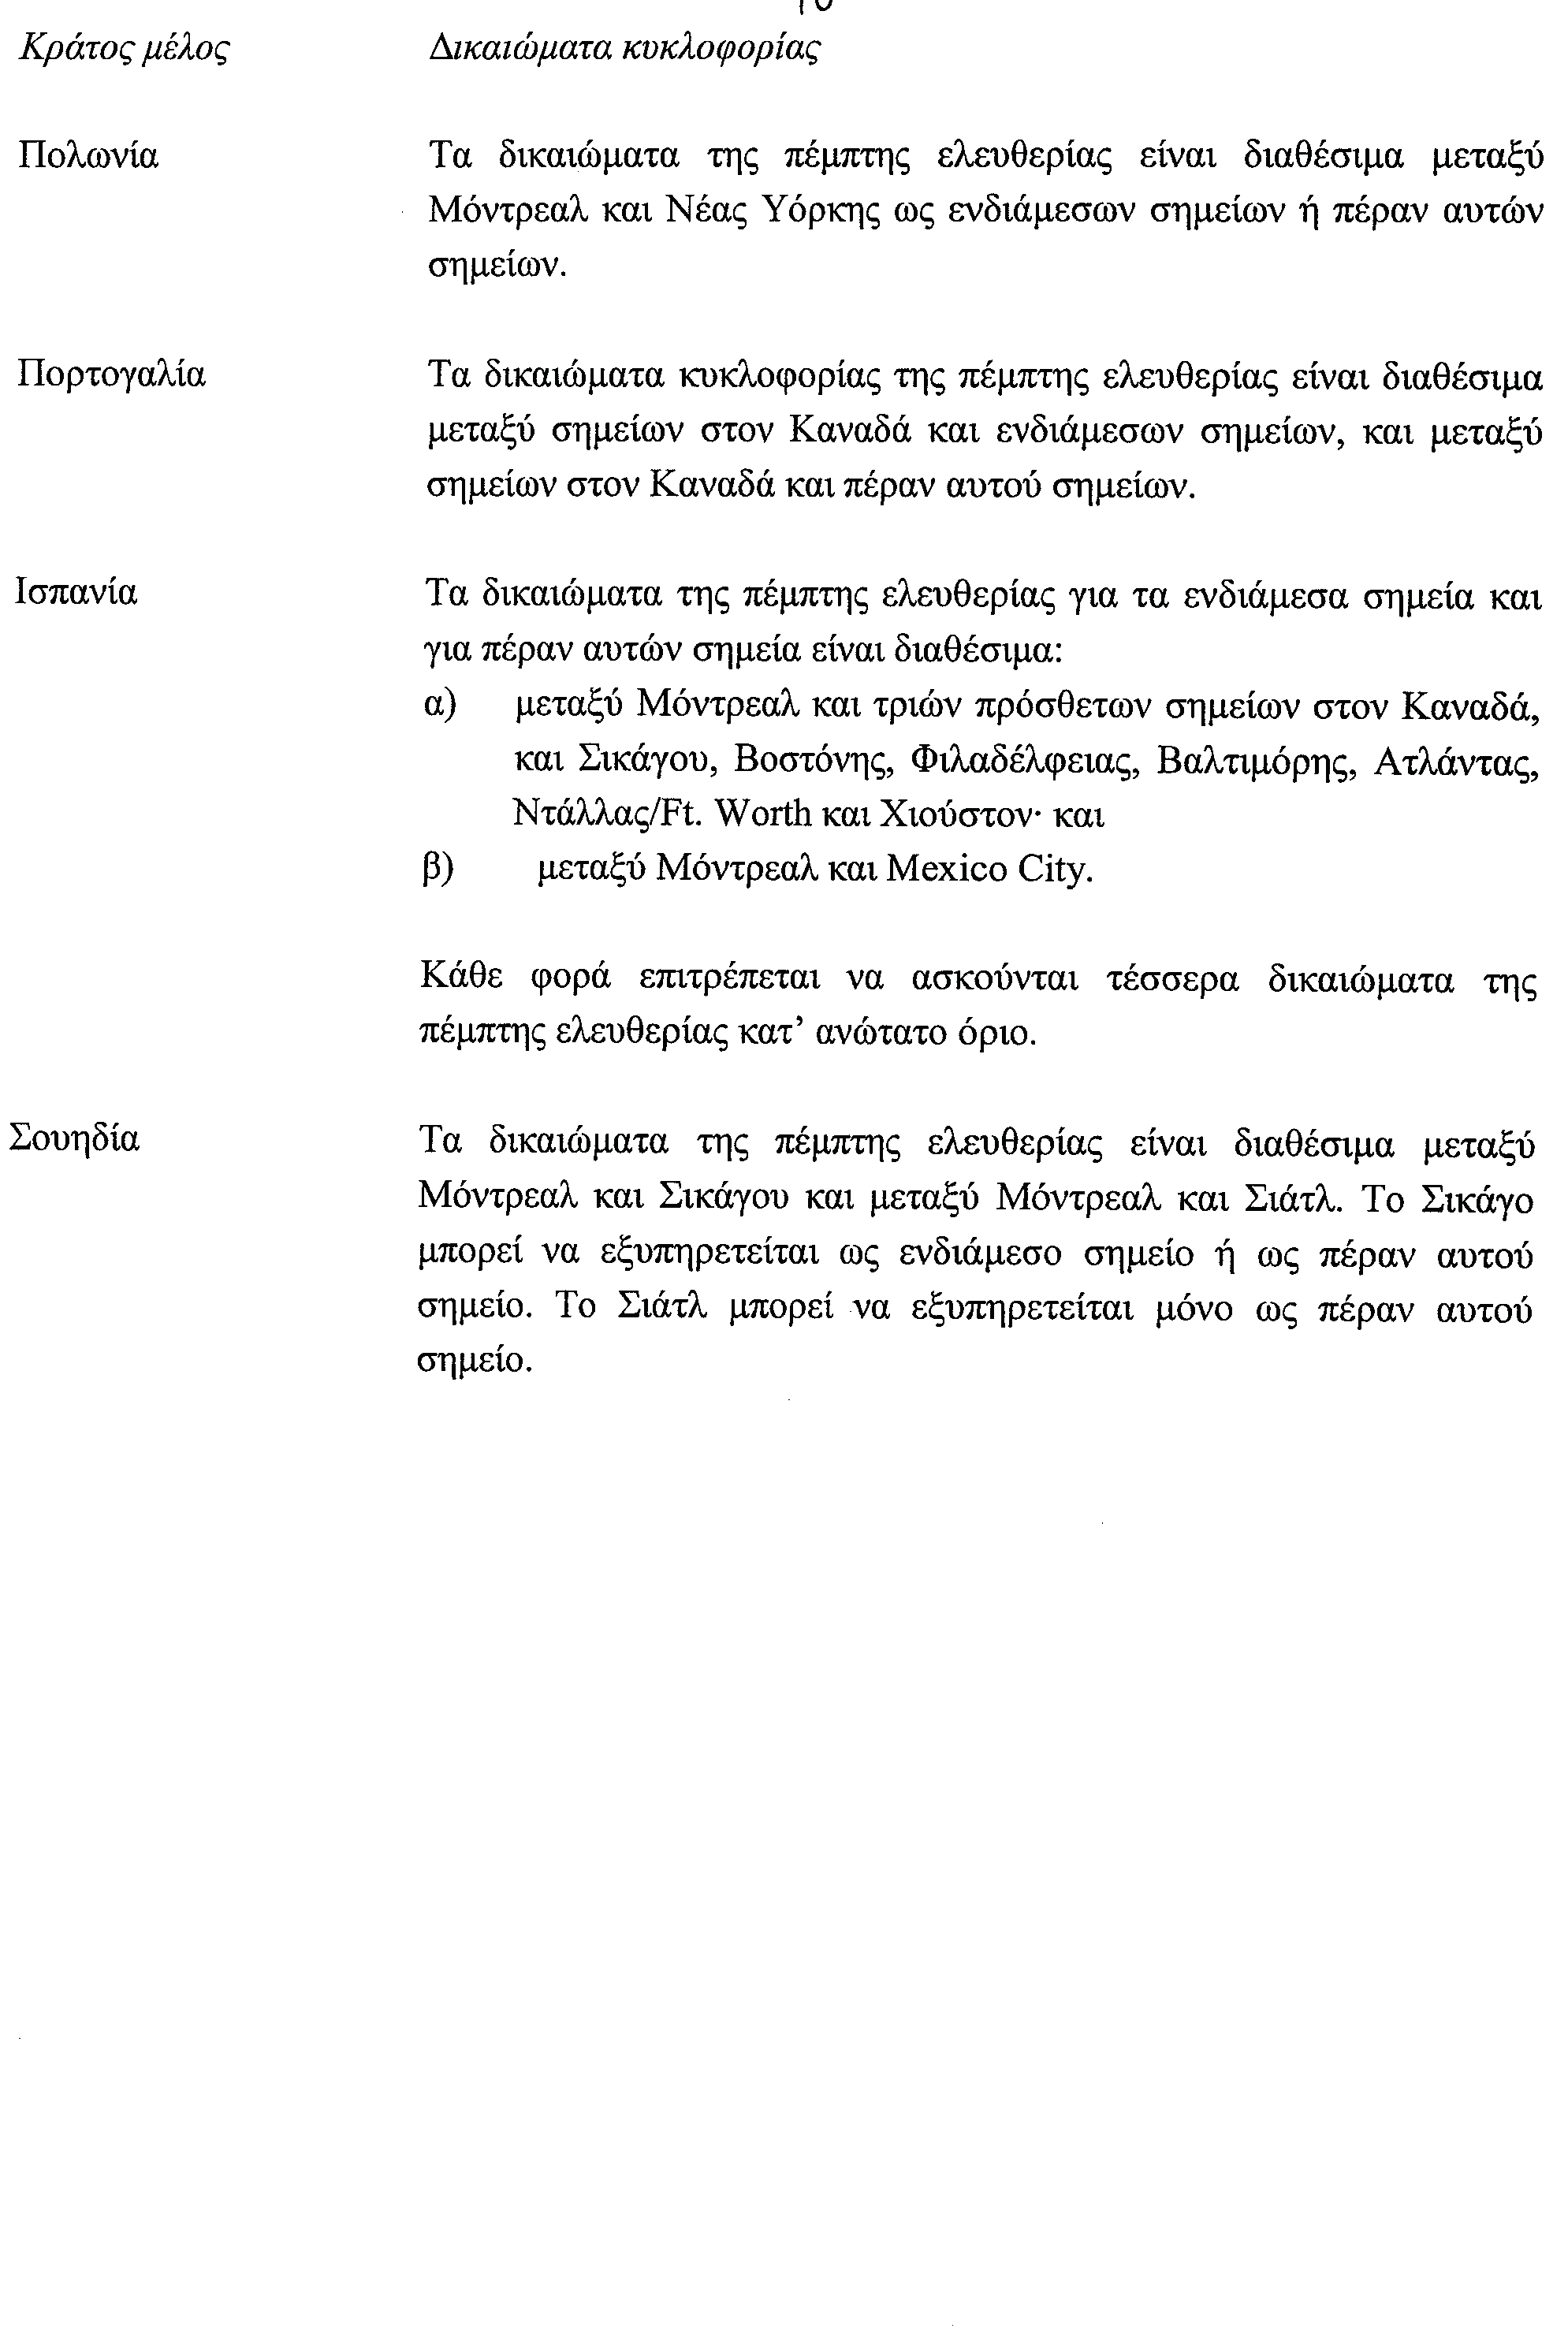 Κράτος μέλος Δικαιώματα κυκλοφορίας
Πολωνία Τα δικαιώματα της πέμπτης ελευθερίας είναι διαθέσιμα μεταξύ
Μόντρεαλ και Νέας Υόρκης ως ενδιάμεσων σημείων ή πέραν αυτών
σημείων.
Πορτογαλία Τα δικαιώματα κυκλοφορίας της πέμπτης ελευθερίας είναι διαθέσιμα
μεταξύ σημείων στον Καναδά και ενδιάμεσων σημείων, και μεταξύ
σημείων στον Καναδά και πέραν αυτού σημείων.
Ισπανία Τα δικαιώματα της πέμπτης ελευθερίας για τα ενδιάμεσα σημεία και
για πέραν αυτών σημεία είναι διαθέσιμα:
α) μεταξύ Μόντρεαλ και τριών πρόσθετων σημείων στον Καναδά,
και Σικάγου, Βοστόνης, Φιλαδέλφειας, Βαλτιμόρης, Ατλάντας,
Ντάλλας/Ft. Worth και Χιούστον· και
β) μεταξύ Μόντρεαλ και Mexico City.
Κάθε φορά επιτρέπεται να ασκούνται τέσσερα δικαιώματα της
πέμπτης ελευθερίας κατ’ ανώτατο όριο.
Σουηδία Τα δικαιώματα της πέμπτης ελευθερίας είναι διαθέσιμα μεταξύ
Μόντρεαλ και Σικάγου και μεταξύ Μόντρεαλ και Σιάτλ. Το Σικάγο
μπορεί να εξυπηρετείται ως ενδιάμεσο σημείο ή ως πέραν αυτού
σημείο. Το Σιάτλ μπορεί να εξυπηρετείται μόνο ως πέραν αυτού
σημείο.